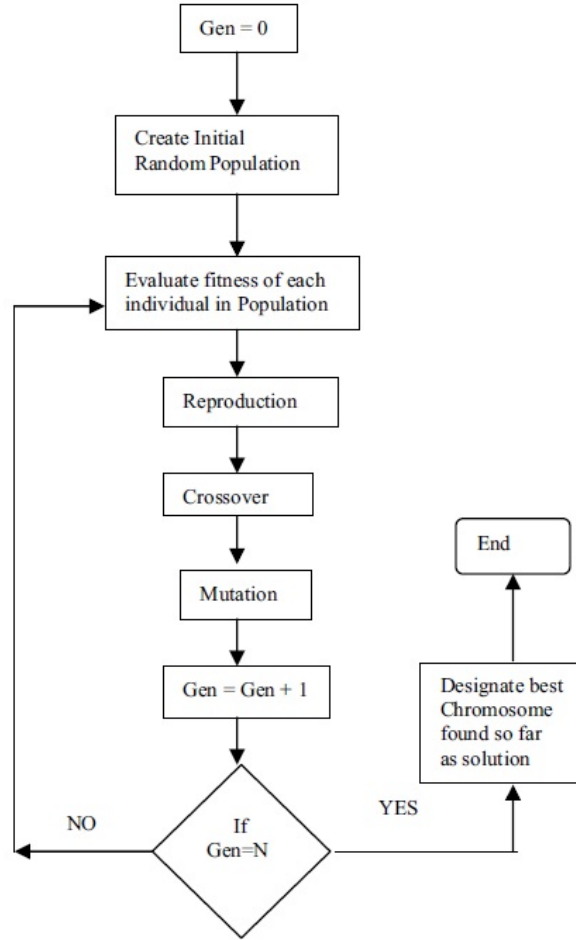 Gen = 0
Create Initial
Random Population
Evaluate fitness of each
individual in Population
Reproduction
Crossover
Mutation
Gen = Gen + 1
If
Gen=N
NO
YES
Designate best
Chromosome
found so far
as solution
End